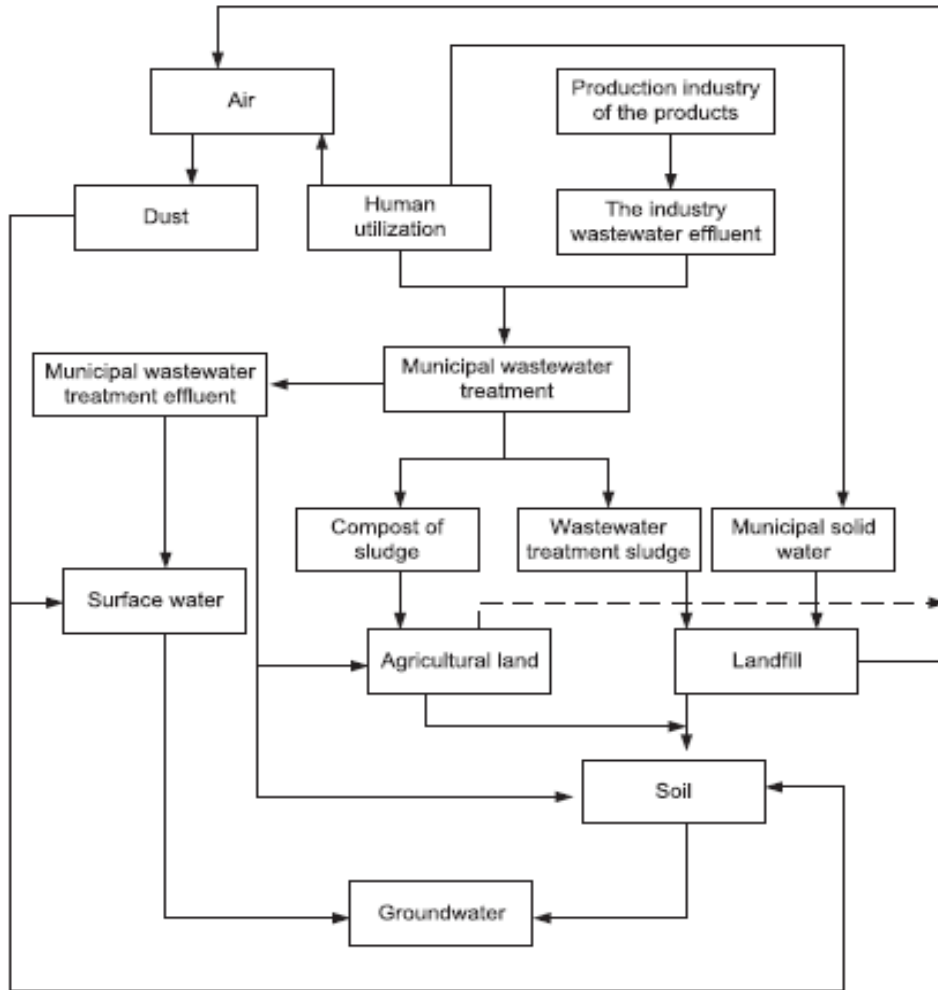 Air
Production industry
of the products
Dust
Human
utilization
The industry
wastewater effluent
Municipal wastewater
treatment effluent
Municipal wastewater
treatment
Compost of
sludge
Wastewater
treatment sludge
Municipal solid
water
Surface water
Agricultural land
Landfill
Soil
Groundwater